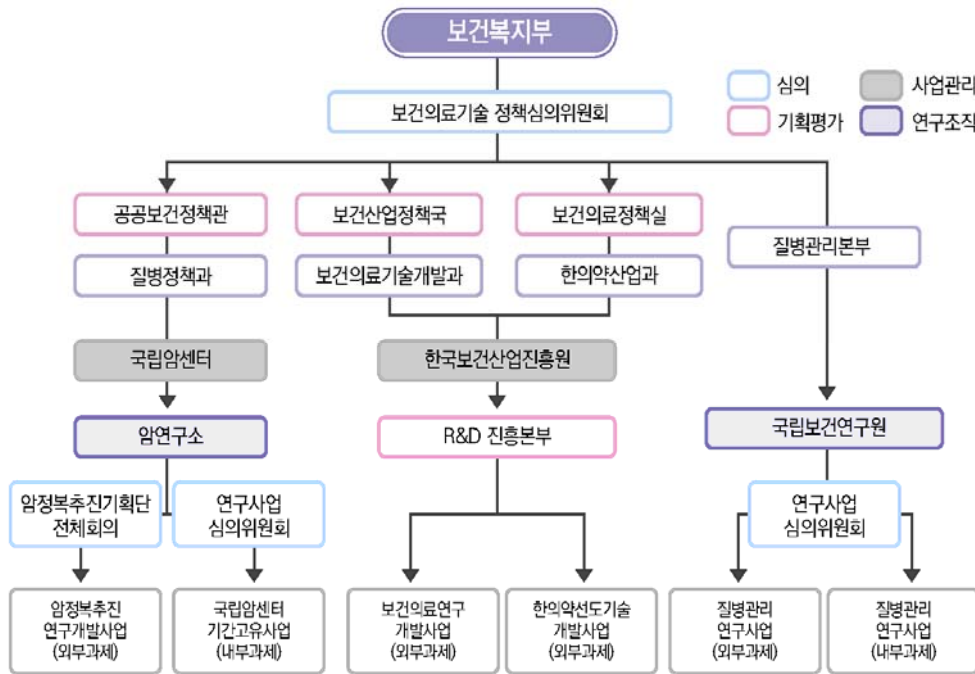 보건복지부
심의
사업관리
기획평가
연구조직
보건의료기술 정책심의위원회
공공보건정책관
보건산업정책국
보건의료정책실
질병관리본부
질병정책과
보건의료기술개발과
한의약산업과
국립암센터
한국보건산업진흥원
암연구소
R&D 진흥본부
국립보건연구원
암정복추진기획단
전체회의
연구사업
심의위원회
연구사업
심의위원회
암정복추진
연구개발사업
(외부과제)
국립암센터
기간고유사업
(내부과제)
보건의료연구
개발사업
(외부과제)
한의약선도기술
개발사업
(외부과제)
질병관리
연구사업
(외부과제)
질병관리
연구사업
(내부과제)